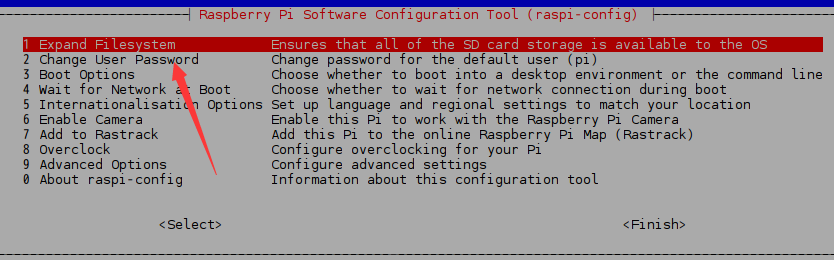 Raspberry Pi Software Configuration Tool (raspi-config)
1 Expand Filesystem Ensures that all of the SD card storage is available to the OS
2 Change User Password Change password for the default user (pi)
3 Boot Options Choose whether to boot into a desktop environment or the command line
4 Wait for Network at Boot Choose whether to wait for network connection during boot
5 Internationalisation Options Set up language and regional settings to match your location
6 Enable Camera Enable this Pi to work with the Raspberry Pi Camera
7 Add to Rastrack Add this Pi to the online Raspberry Pi Map (Rastrack)
8 Overclock Configure overclocking for your Pi
9 Advanced Options Configure advanced settings
0 About raspi-config Information about this configuration tool
<Select> <Finish>